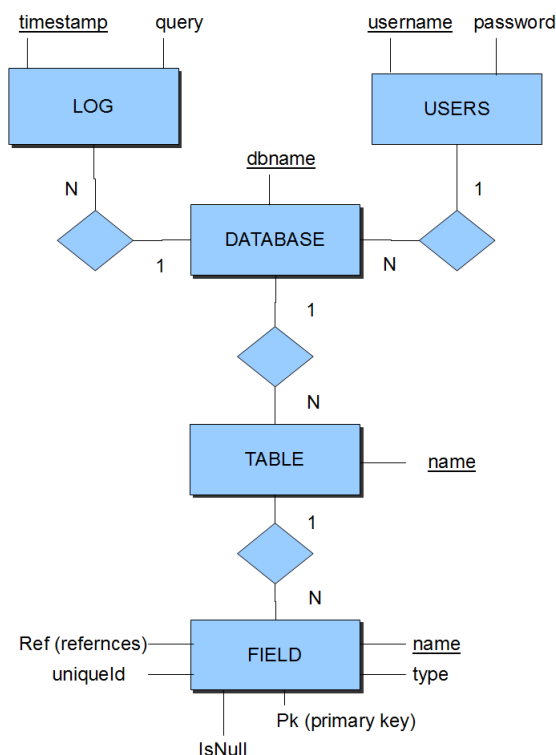 timestamp query
username password
LOG
USERS
N
1
dbname
DATABASE
1
N
1
N
TABLE
name
1
N
Ref (refernces)
name
FIELD
uniqueId
type
Pk (primary key)
IsNull